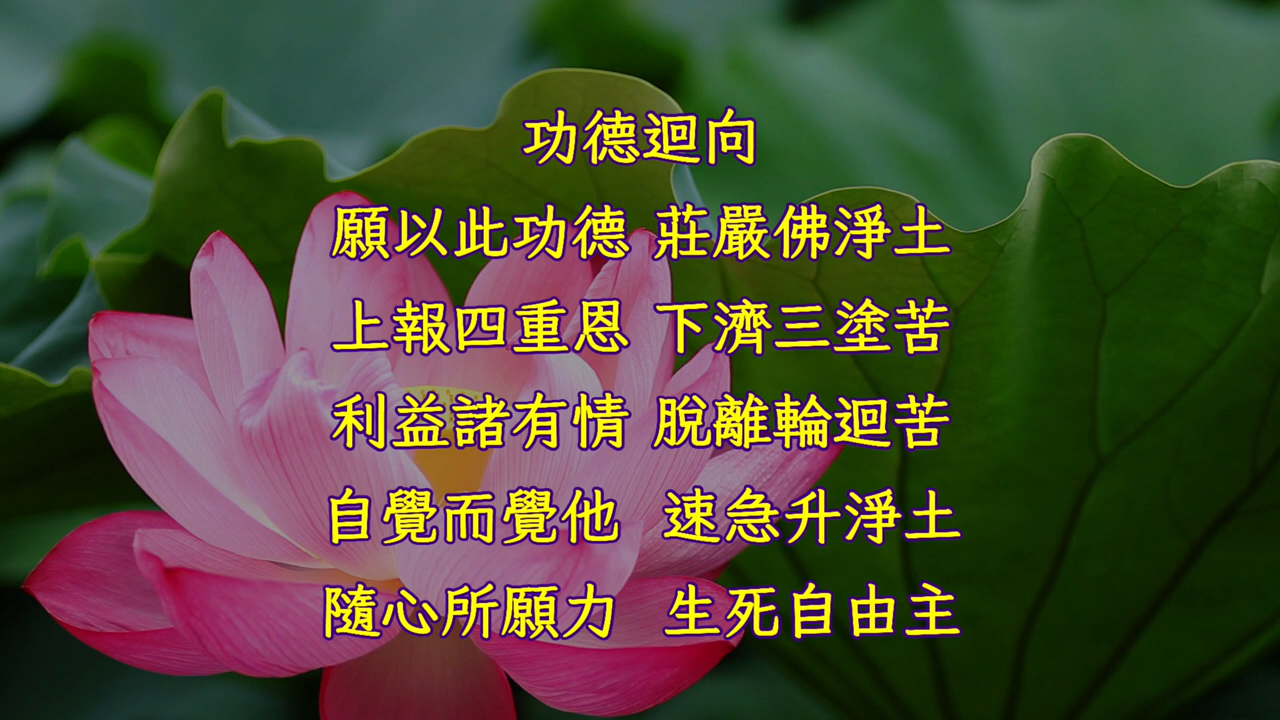 功德迴向
願以此功德 莊嚴佛淨土
上報四重恩 下濟三塗苦
利益諸有情 脫離輪迴苦
自覺而覺他 速急升淨土
隨心所願力 生死自由主